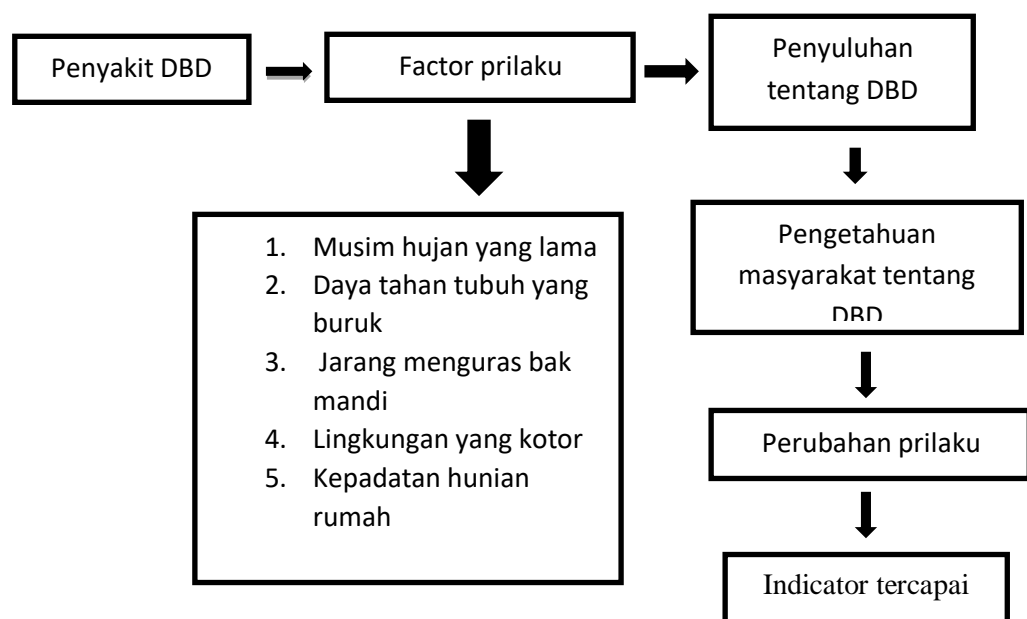 Penyakit DBD
Factor prilaku
Penyuluhan
tentang DBD
1. Musim hujan yang lama
2. Daya tahan tubuh yang
buruk
3. Jarang menguras bak
mandi
4. Lingkungan yang kotor
5. Kepadatan hunian
rumah
Pengetahuan
masyarakat tentang
DBD
Perubahan prilaku
Indicator tercapai